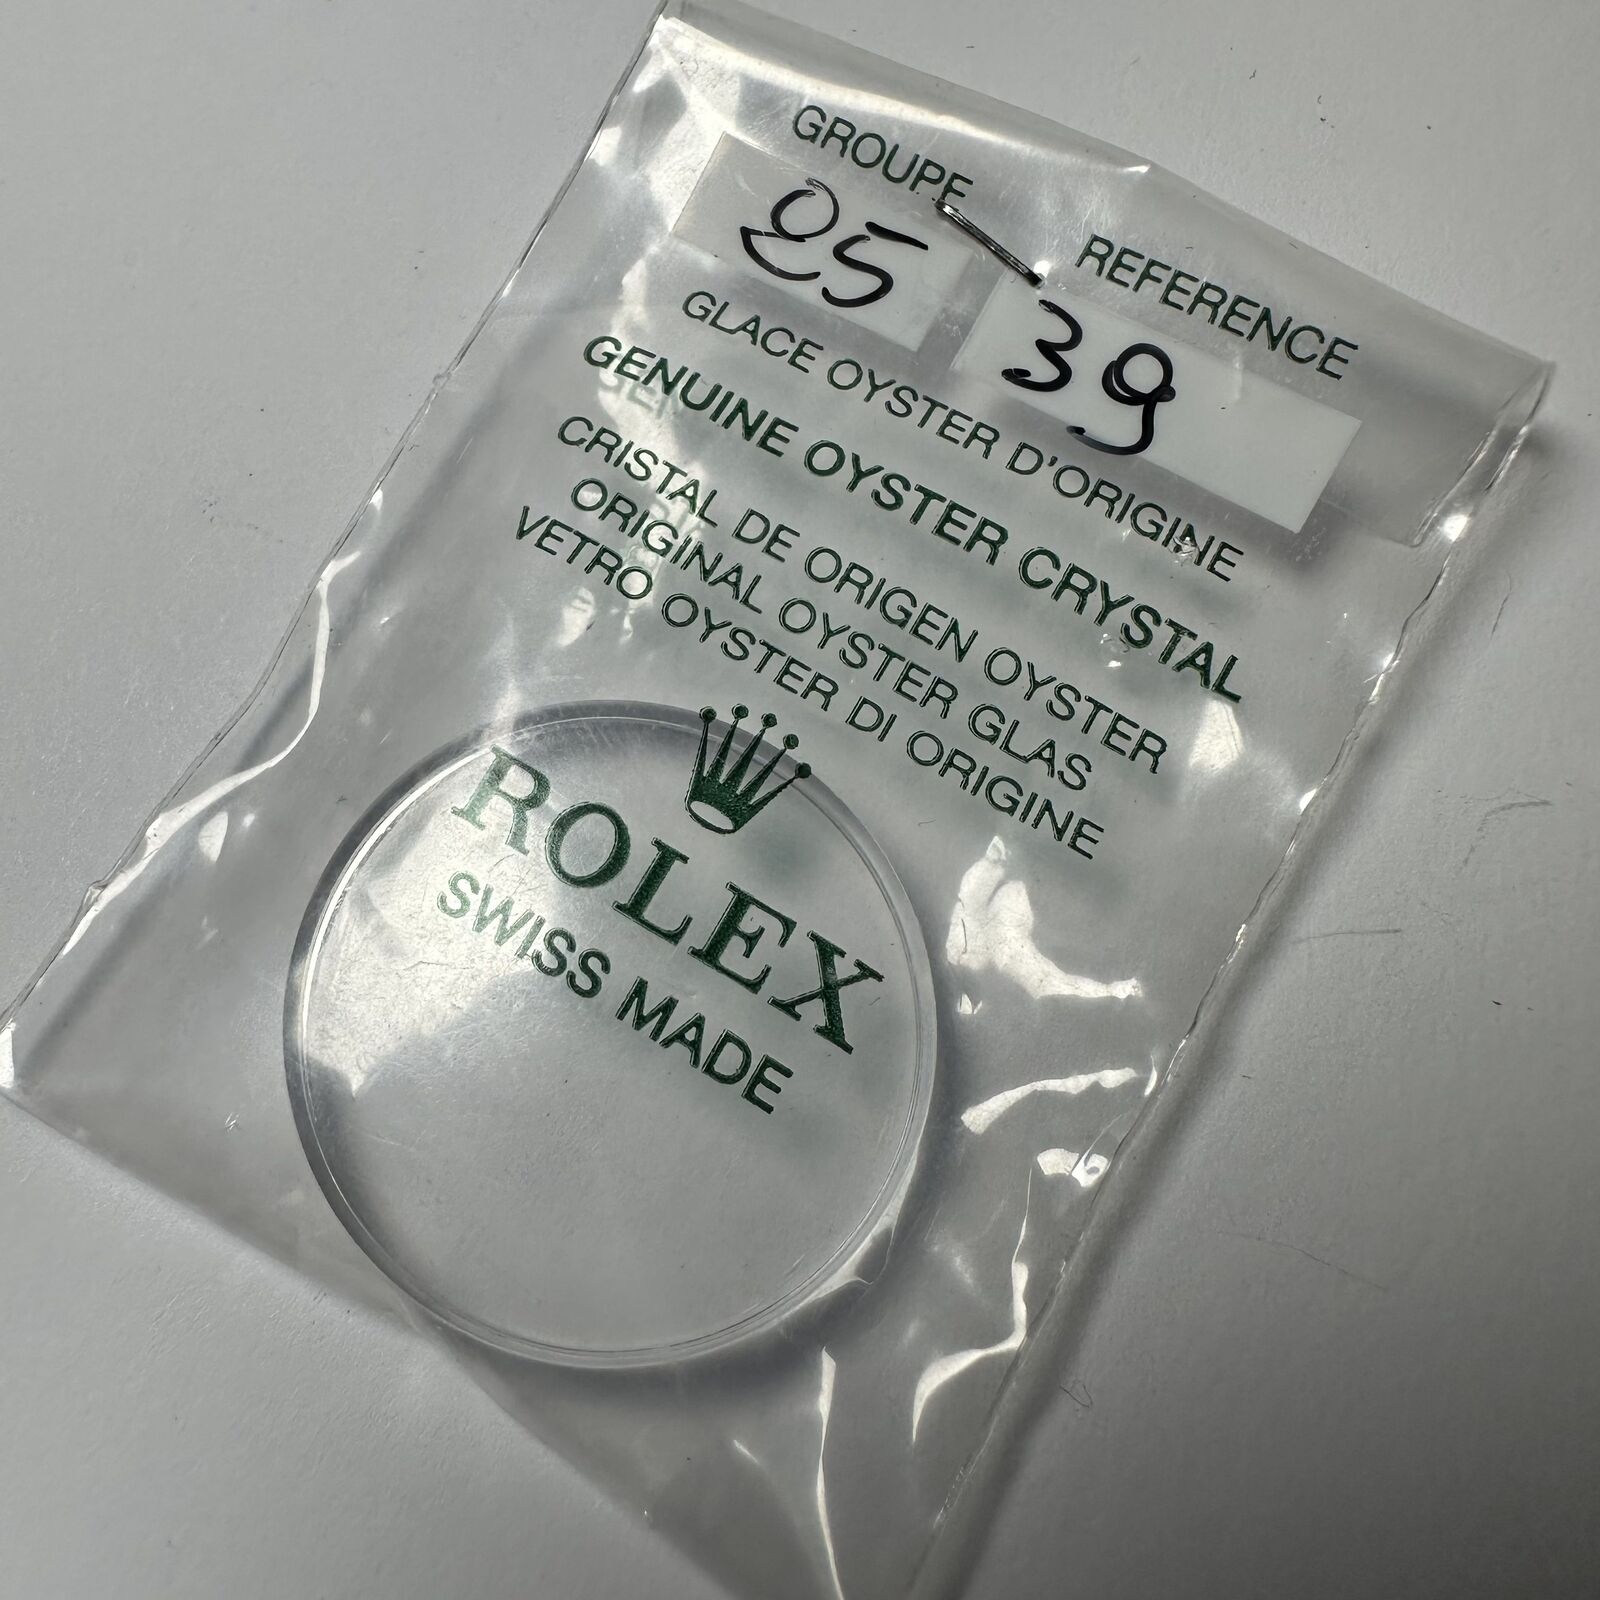 GROUPE
REFERENCE
25
39
GLACE OYSTER D'ORIGINE
GENUINE OYSTER CRYSTAL
CRISTAL DE ORIGEN OYSTER
ORIGINAL OYSTER GLAS
VETRO OYSTER DI ORIGINE
ROLEX
SWISS MADE